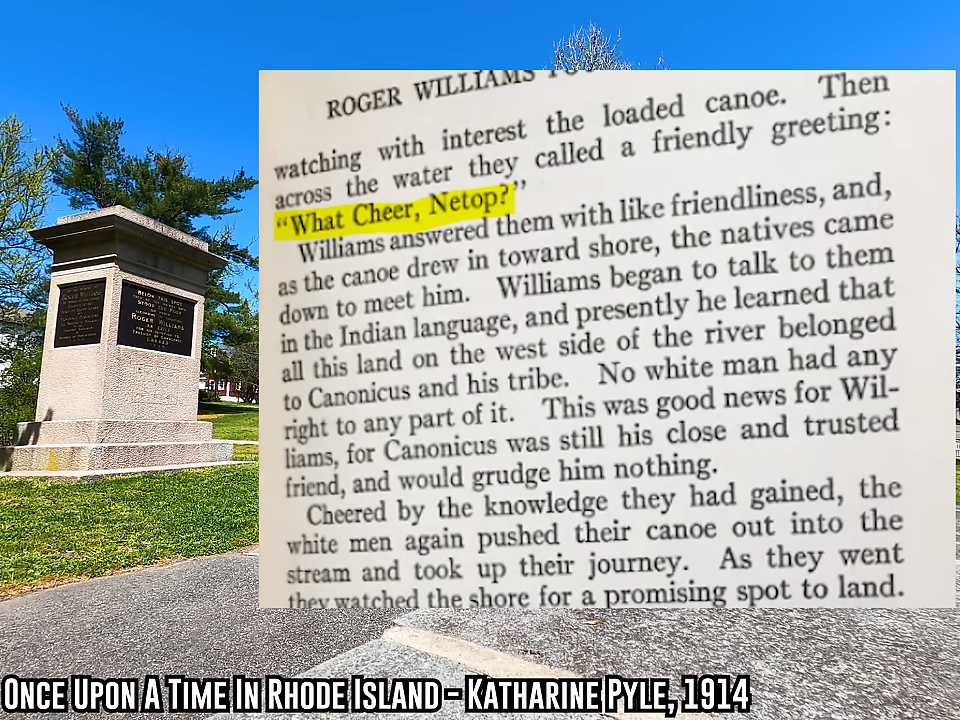 BELOW THIS SPOT
ROGER WILLIAMS
ROGER WILLIAMS
watching with interest the loaded canoe. Then
across the water they called a friendly greeting:
“What Cheer, Netop?”
Williams answered them with like friendliness, and,
as the canoe drew in toward shore, the natives came
down to meet him. Williams began to talk to them
in the Indian language, and presently he learned that
all this land on the west side of the river belonged
to Canonicus and his tribe. No white man had any
right to any part of it. This was good news for Wil-
liams, for Canonicus was still his close and trusted
friend, and would grudge him nothing.
Cheered by the knowledge they had gained, the
white men again pushed their canoe out into the
stream and took up their journey. As they went
they watched the shore for a promising spot to land.
ONCE UPON A TIME IN RHODE ISLAND - KATHARINE PYLE, 1914